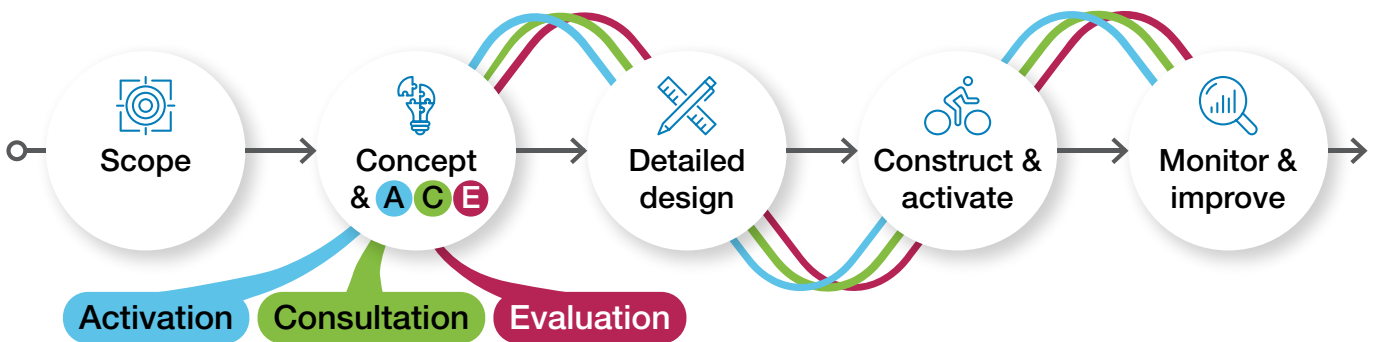 Scope
Concept
& A C E
Detailed
design
Construct &
activate
Monitor &
improve
Activation
Consultation
Evaluation